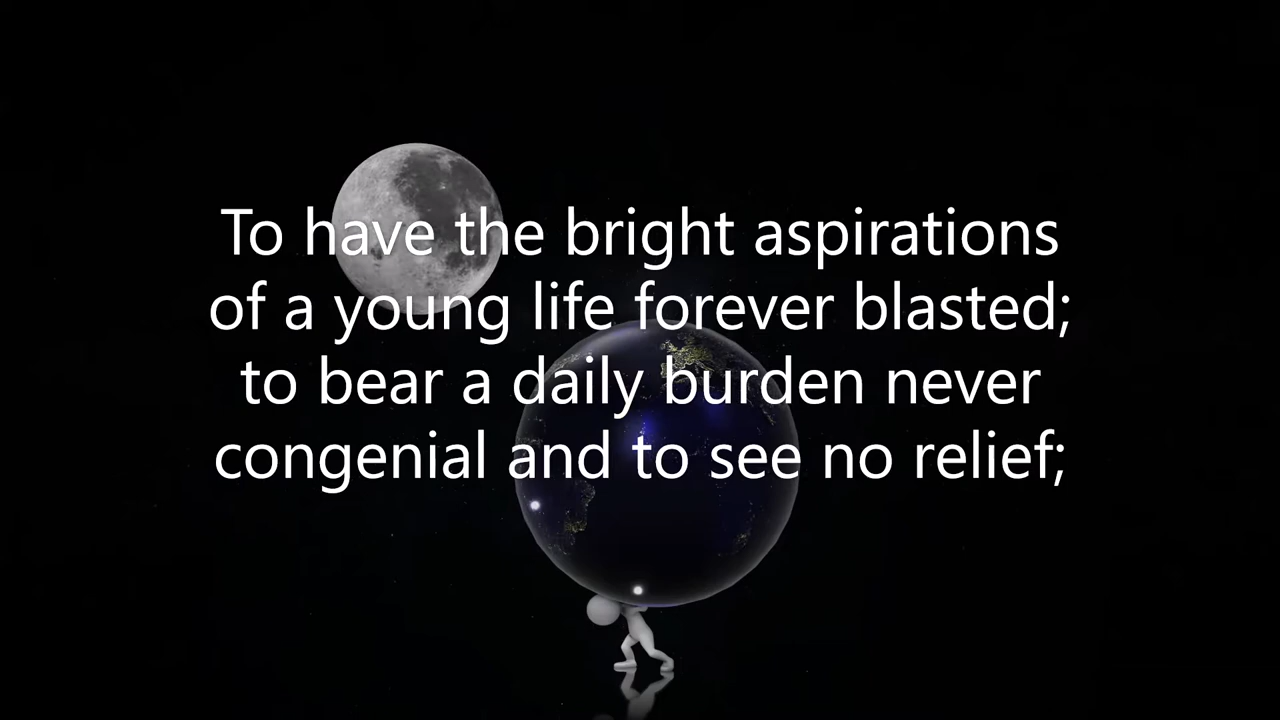 To have the bright aspirations
of a young life forever blasted;
to bear a daily burden never
congenial and to see no relief;